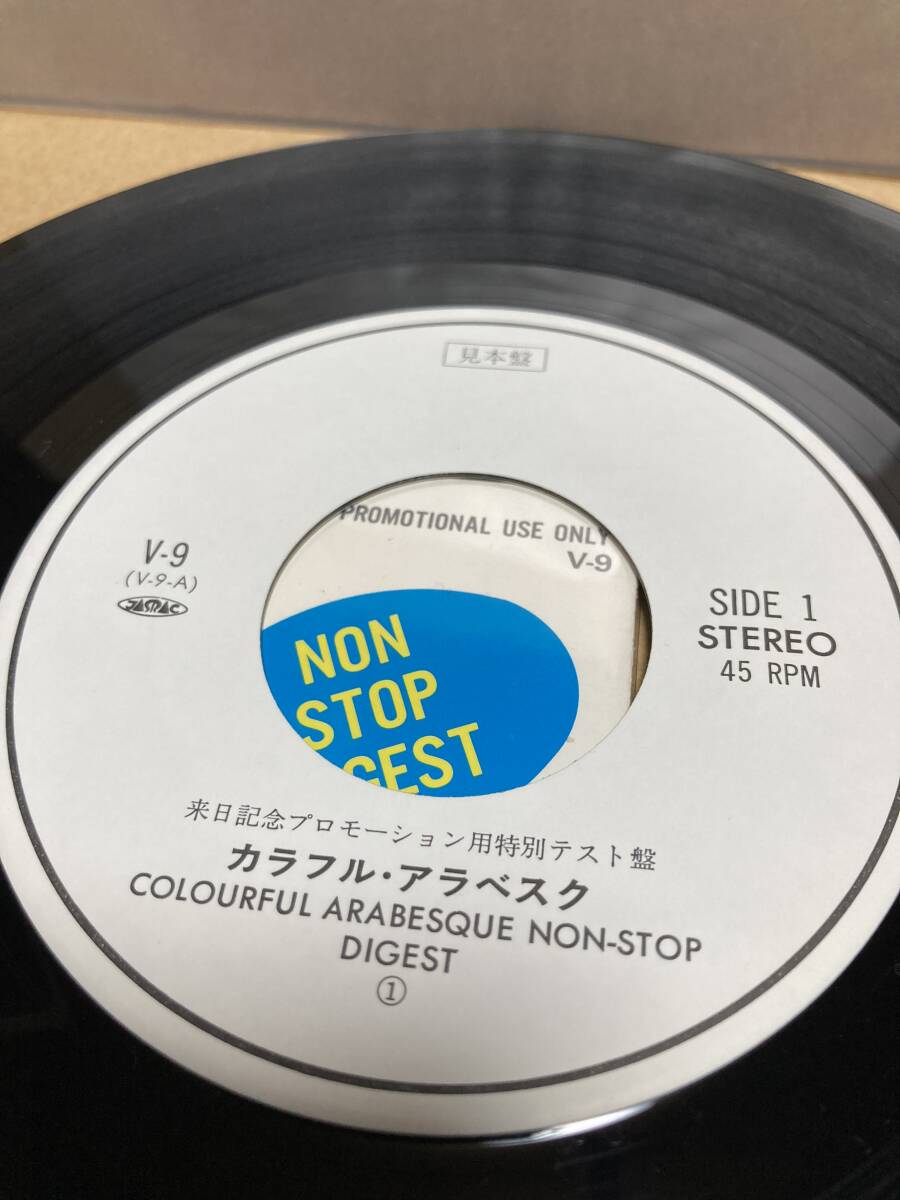 見本盤
PROMOTIONAL USE ONLY
V-9
NON
STOP
GEST
V-9
(V-9-A)
JASRAC
SIDE 1
STEREO
45 RPM
来日記念プロモーション用特別テスト盤
カラフル・アラベスク
COLOURFUL ARABESQUE NON-STOP
DIGEST
①